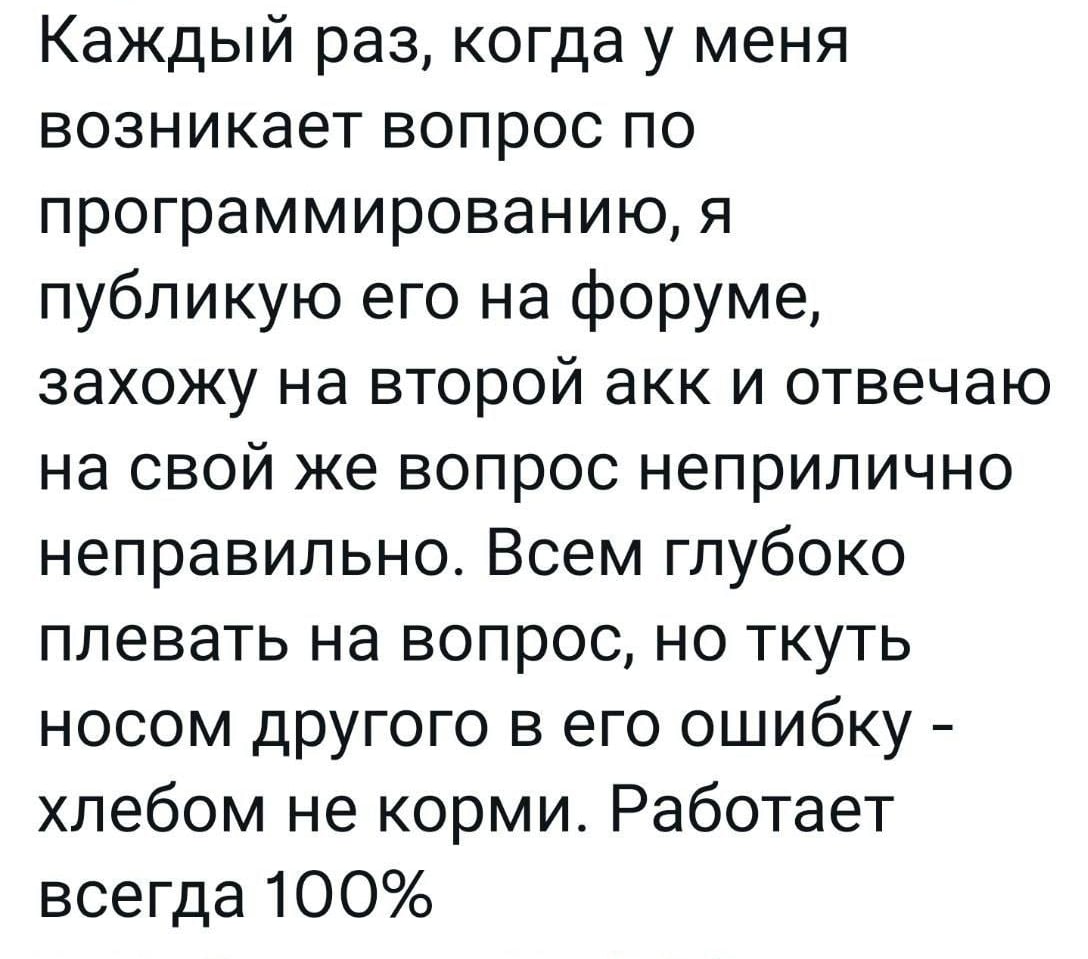 Каждый раз, когда у меня
возникает вопрос по
программированию, я
публикую его на форуме,
захожу на второй акк и отвечаю
на свой же вопрос неприлично
неправильно. Всем глубоко
плевать на вопрос, но ткуть
носом другого в его ошибку -
хлебом не корми. Работает
всегда 100%